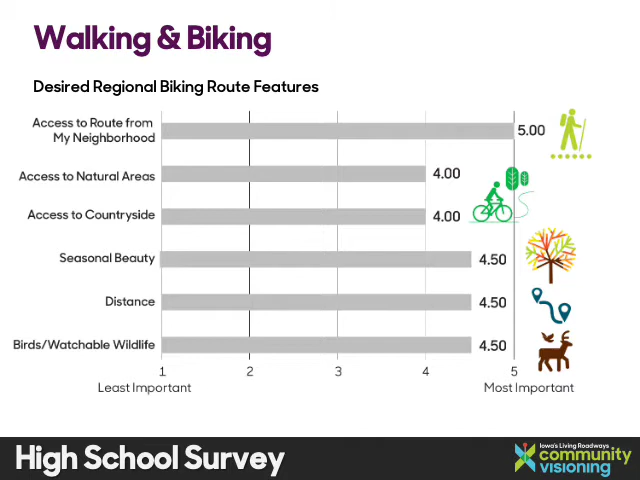 Walking & Biking
Desired Regional Biking Route Features
Access to Route from
My Neighborhood
5.00
Access to Natural Areas
4.00
Access to Countryside
4.00
Seasonal Beauty
4.50
Distance
4.50
Birds/Watchable Wildlife
4.50
1 2 3 4 5
Least Important Most Important
High School Survey
Iowa's Living Roadways
community
visioning